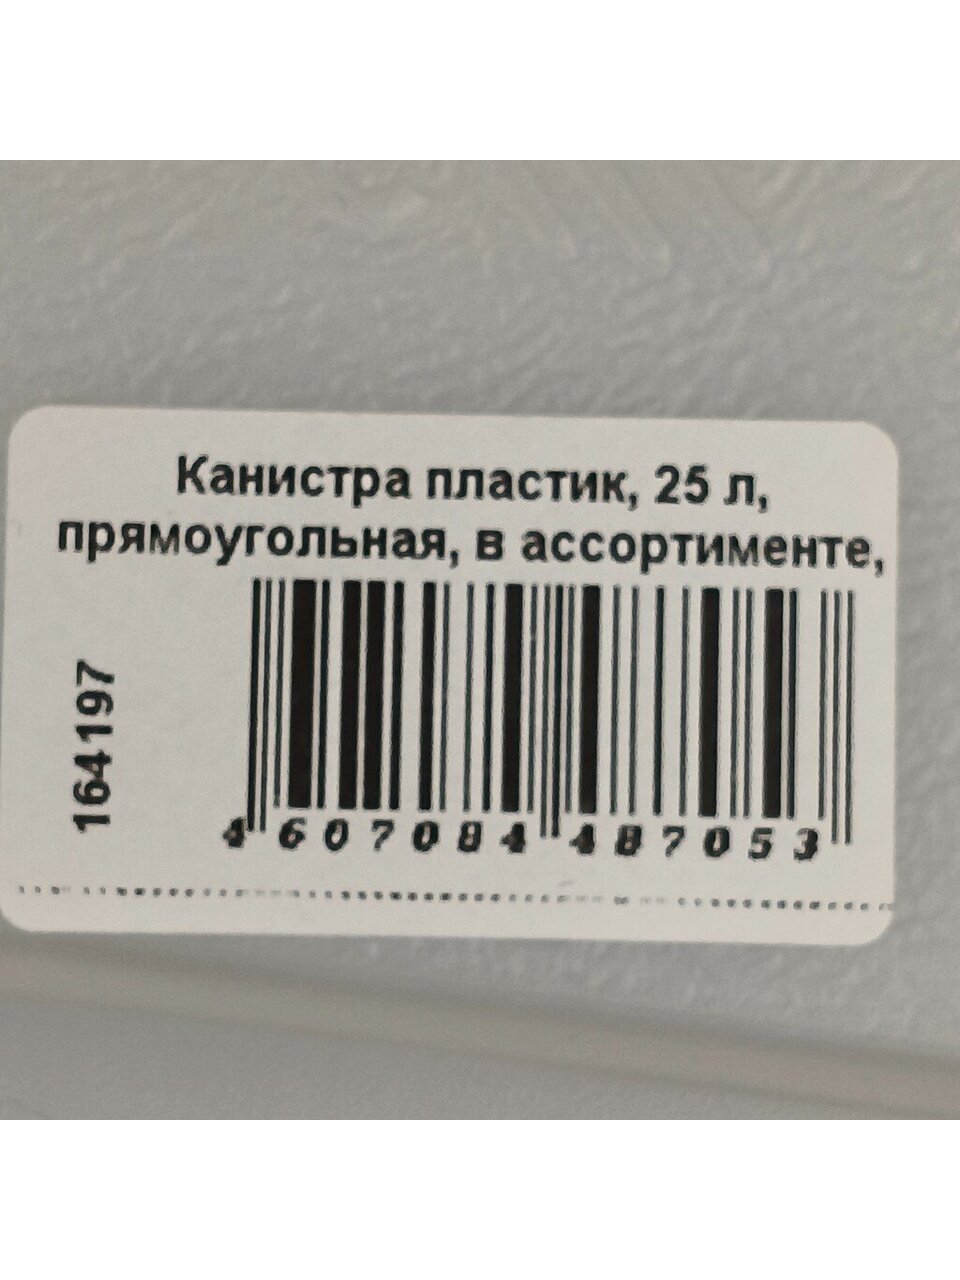 Канистра пластик, 25 л,
прямоугольная, в ассортименте,
164197
4 607084 487053